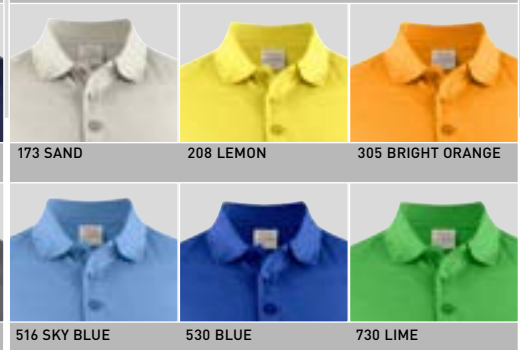 173 SAND
208 LEMON
305 BRIGHT ORANGE
516 SKY BLUE
530 BLUE
730 LIME